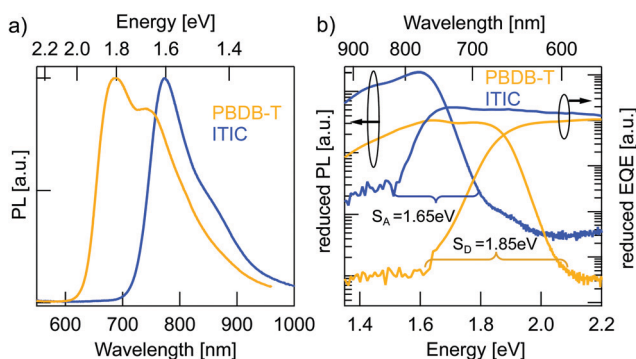 a)
Energy [eV]
2.2 2.0 1.8 1.6 1.4
PL [a.u.]
PBDB-T
ITIC
600 700 800 900 1000
Wavelength [nm]
b)
Wavelength [nm]
900 800 700 600
reduced PL [a.u.]
PBDB-T
ITIC
S_A =1.65eV
S_D =1.85eV
reduced EQE [a.u.]
1.4 1.6 1.8 2.0 2.2
Energy [eV]